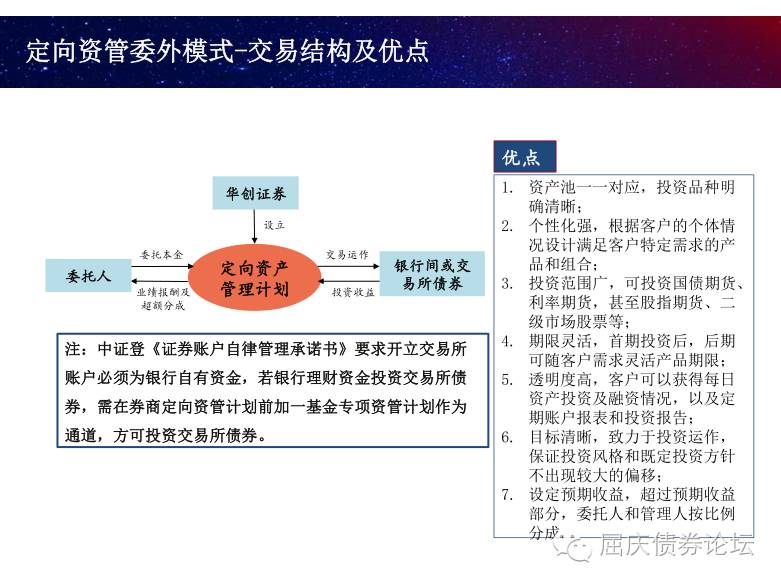 定向资管委外模式-交易结构及优点
华创证券
设立
委托人
委托本金
业绩报酬及
超额分成
定向资产
管理计划
交易运作
投资收益
银行间或交
易所债券
注：中证登《证券账户自律管理承诺书》要求开立交易所
账户必须为银行自有资金，若银行理财资金投资交易所债
券，需在券商定向资管计划前加一基金专项资管计划作为
通道，方可投资交易所债券。
优点
1. 资产池一一对应，投资品种明
确清晰；
2. 个性化强，根据客户的个体情
况设计满足客户特定需求的产
品和组合；
3. 投资范围广，可投资国债期货、
利率期货，甚至股指期货、二
级市场股票等；
4. 期限灵活，首期投资后，后期
可随客户需求灵活产品期限；
5. 透明度高，客户可以获得每日
资产投资及融资情况，以及定
期账户报表和投资报告；
6. 目标清晰，致力于投资运作，
保证投资风格和既定投资方针
不出现较大的偏移；
7. 设定预期收益，超过预期收益
部分，委托人和管理人按比例
分成。
屈庆债券论坛